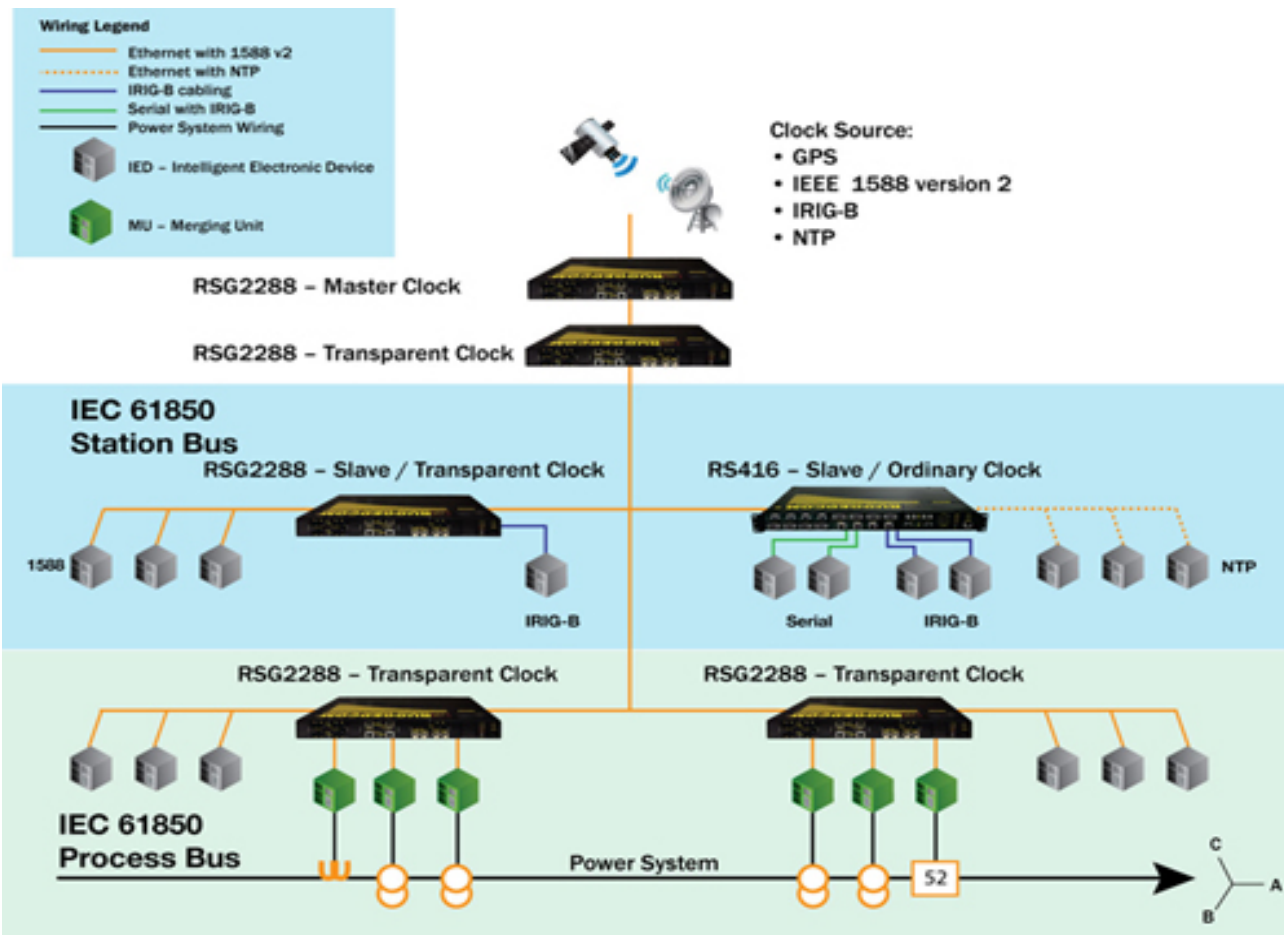 Wiring Legend
Ethernet with 1588 v2
Ethernet with NTP
IRIG-B cabling
Serial with IRIG-B
Power System Wiring
IED – Intelligent Electronic Device
MU – Merging Unit
Clock Source:
• GPS
• IEEE 1588 version 2
• IRIG-B
• NTP
RSG2288 – Master Clock
RSG2288 – Transparent Clock
IEC 61850
Station Bus
RSG2288 – Slave / Transparent Clock
RS416 – Slave / Ordinary Clock
1588
IRIG-B
Serial
IRIG-B
NTP
RSG2288 – Transparent Clock
RSG2288 – Transparent Clock
IEC 61850
Process Bus
Power System
52
C
A
B